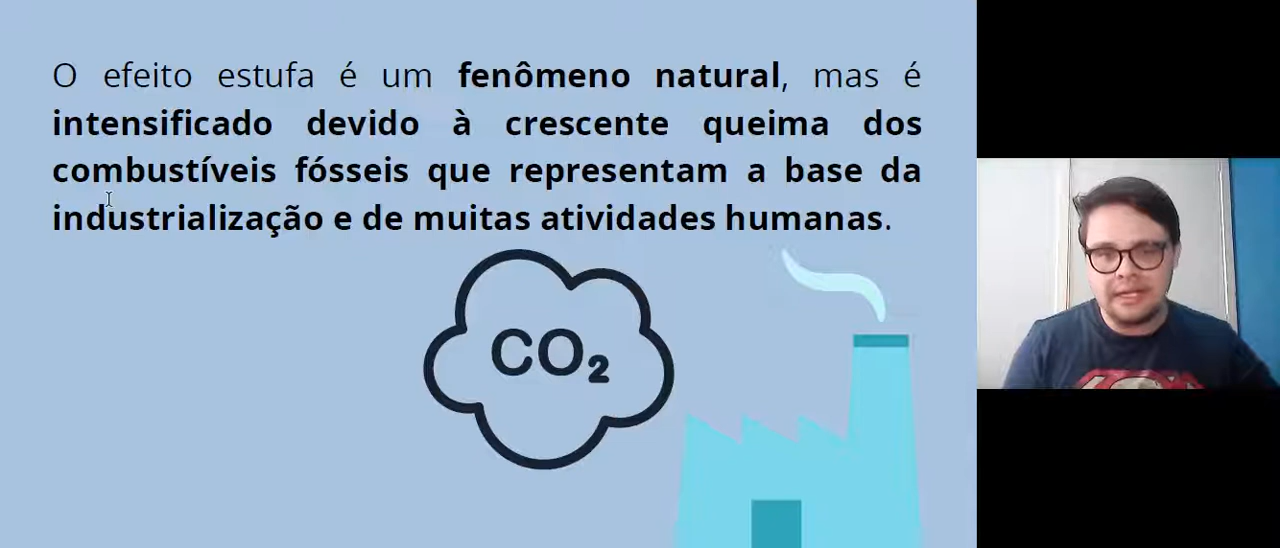 O efeito estufa é um fenômeno natural, mas é
intensificado devido à crescente queima dos
combustíveis fósseis que representam a base da
industrialização e de muitas atividades humanas.
CO₂